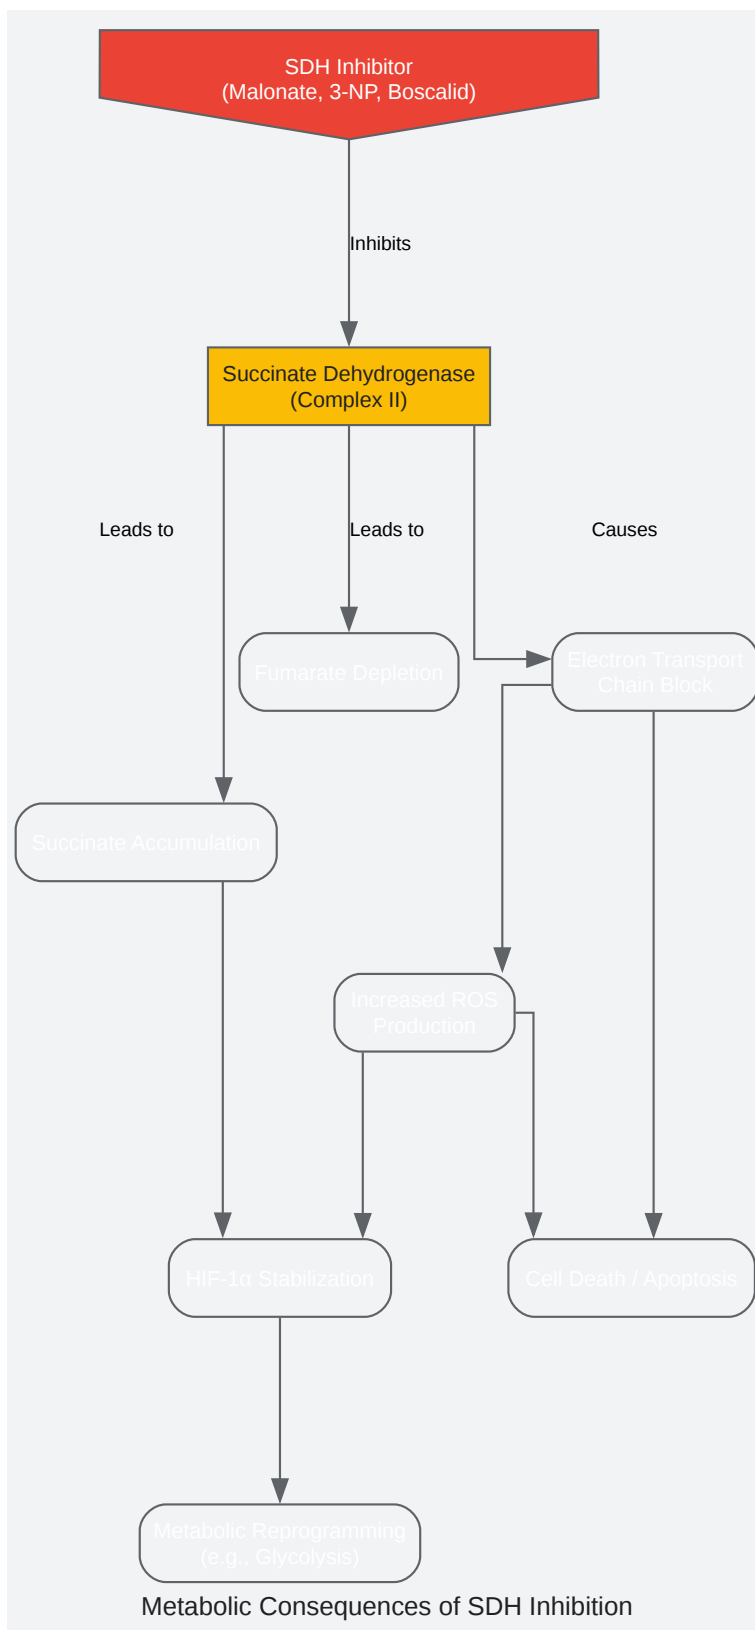 SDH Inhibitor
(Malonate, 3-NP, Boscalid)
Inhibits
Succinate Dehydrogenase
(Complex II)
Leads to
Leads to
Causes
Fumarate Depletion
Electron Transport
Chain Block
Succinate Accumulation
Increased ROS
Production
HIF-1α Stabilization
Cell Death / Apoptosis
Metabolic Reprogramming
(e.g., Glycolysis)
Metabolic Consequences of SDH Inhibition